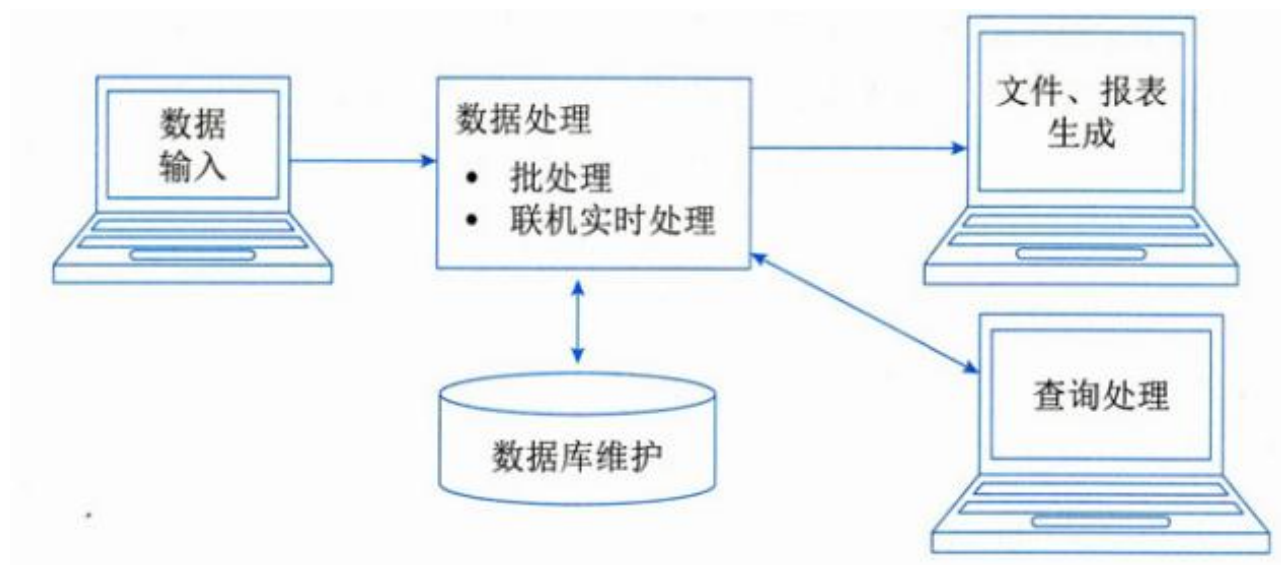 数据
输入
数据处理
• 批处理
• 联机实时处理
文件、报表
生成
数据库维护
查询处理